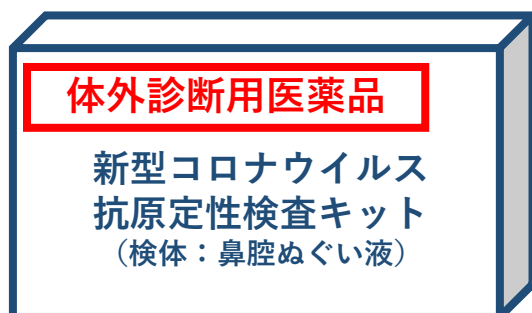 体外診断用医薬品
新型コロナウイルス
抗原定性検査キット
（検体：鼻腔ぬぐい液）